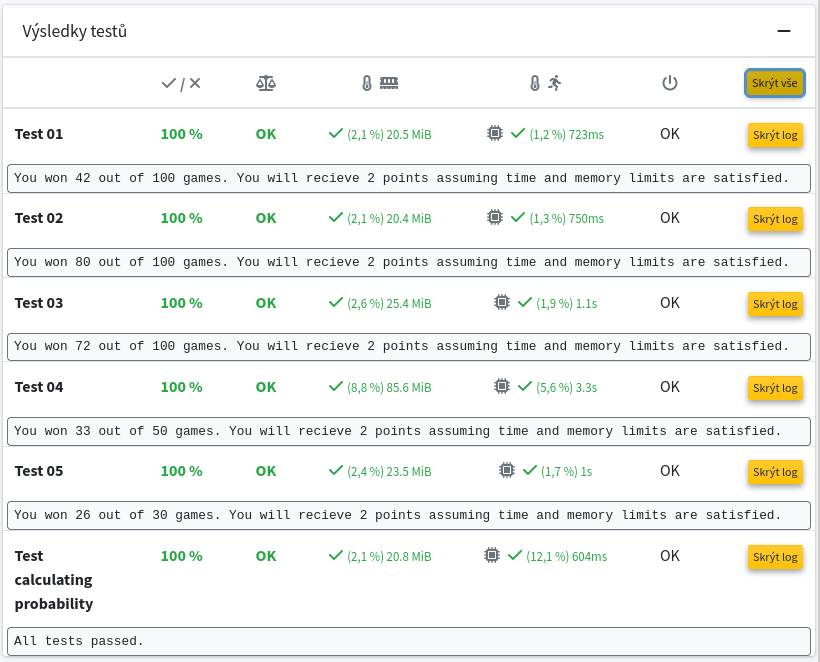 Výsledky testů
✓ / ✕ Skrýt vše
Test 01 100 % OK (2,1 %) 20.5 MiB (1,2 %) 723ms OK Skrýt log
You won 42 out of 100 games. You will recieve 2 points assuming time and memory limits are satisfied.
Test 02 100 % OK (2,1 %) 20.4 MiB (1,3 %) 750ms OK Skrýt log
You won 80 out of 100 games. You will recieve 2 points assuming time and memory limits are satisfied.
Test 03 100 % OK (2,6 %) 25.4 MiB (1,9 %) 1.1s OK Skrýt log
You won 72 out of 100 games. You will recieve 2 points assuming time and memory limits are satisfied.
Test 04 100 % OK (8,8 %) 85.6 MiB (5,6 %) 3.3s OK Skrýt log
You won 33 out of 50 games. You will recieve 2 points assuming time and memory limits are satisfied.
Test 05 100 % OK (2,4 %) 23.5 MiB (1,7 %) 1s OK Skrýt log
You won 26 out of 30 games. You will recieve 2 points assuming time and memory limits are satisfied.
Test 100 % OK (2,1 %) 20.8 MiB (12,1 %) 604ms OK Skrýt log
calculating
probability
All tests passed.